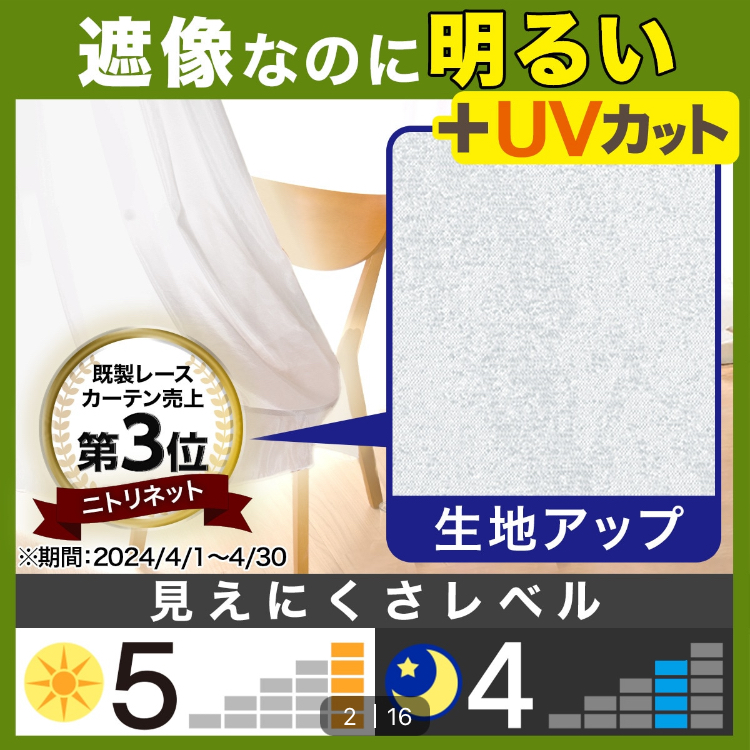 遮像なのに明るい
＋UVカット
既製レース
カーテン売上
第3位
ニトリネット
※期間：2024/4/1～4/30
生地アップ
見えにくさレベル
5
4
2 | 16